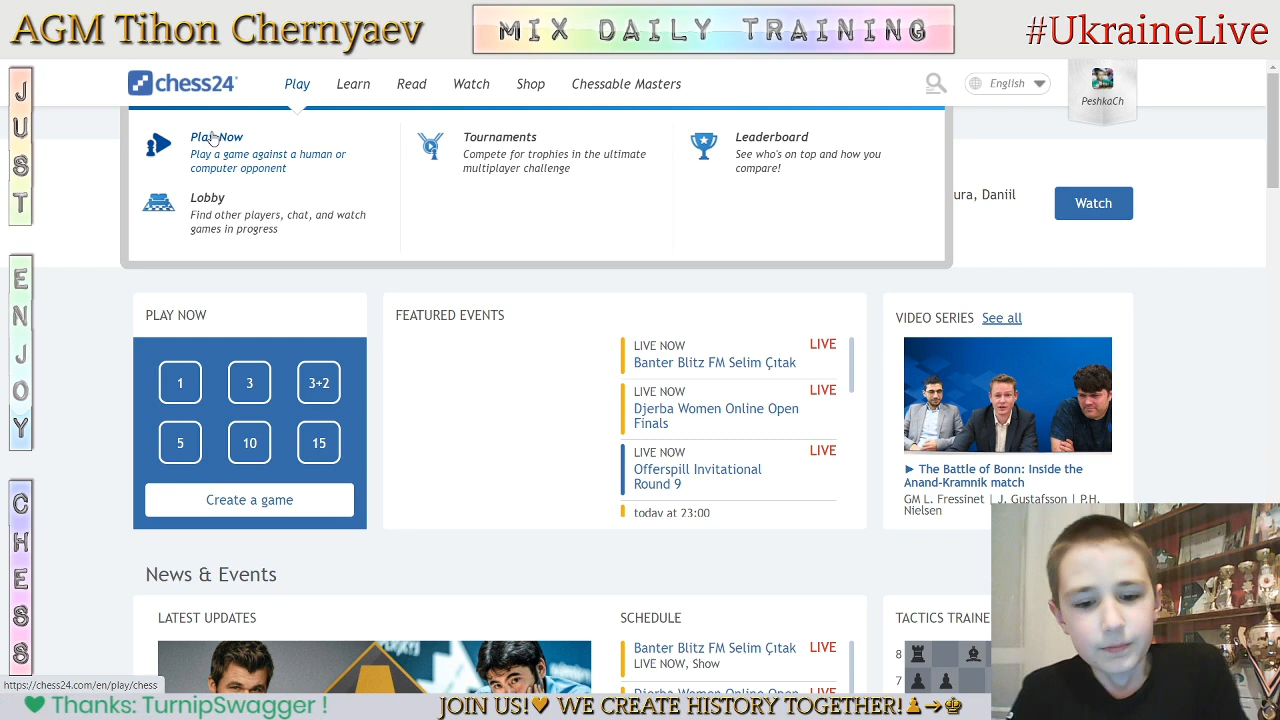 AGM Tihon Chernyaev
MIX DAILY TRAINING
#UkraineLive
JUST
ENJOY
CHESS
chess24
Play
Learn
Read
Watch
Shop
Chessable Masters
English
PeshkaCh
Play Now
Play a game against a human or
computer opponent
Lobby
Find other players, chat, and watch
games in progress
Tournaments
Compete for trophies in the ultimate
multiplayer challenge
Leaderboard
See who's on top and how you
compare!
ura, Daniil
Watch
PLAY NOW
1
3
3+2
5
10
15
Create a game
FEATURED EVENTS
LIVE NOW LIVE
Banter Blitz FM Selim Çıtak
LIVE NOW LIVE
Djerba Women Online Open
Finals
LIVE NOW LIVE
Offerspill Invitational
Round 9
today at 23:00
VIDEO SERIES See all
► The Battle of Bonn: Inside the
Anand-Kramnik match
GM L. Fressinet | J. Gustafsson | P.H.
Nielsen
News & Events
LATEST UPDATES
SCHEDULE
Banter Blitz FM Selim Çıtak LIVE
LIVE NOW, Show
Djerba Women Online Open LIVE
TACTICS TRAINE
8
7
https://chess24.com/en/play/chess
Thanks: TurnipSwagger !
JOIN US!🧡 WE CREATE HISTORY TOGETHER!♟→♚